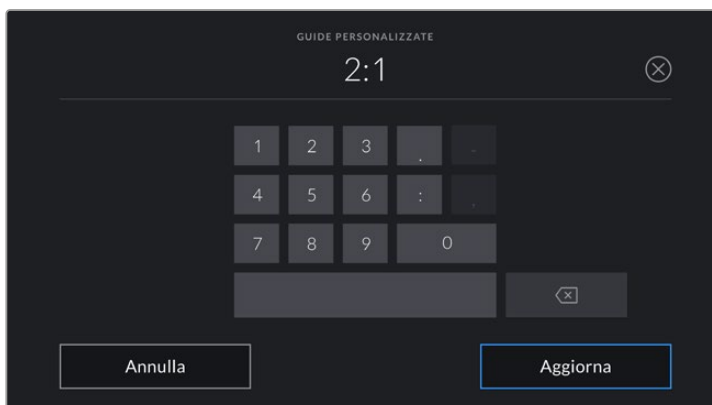 GUIDE PERSONALIZZATE
2:1
1 2 3 . -
4 5 6 : ,
7 8 9 0
Annulla Aggiorna